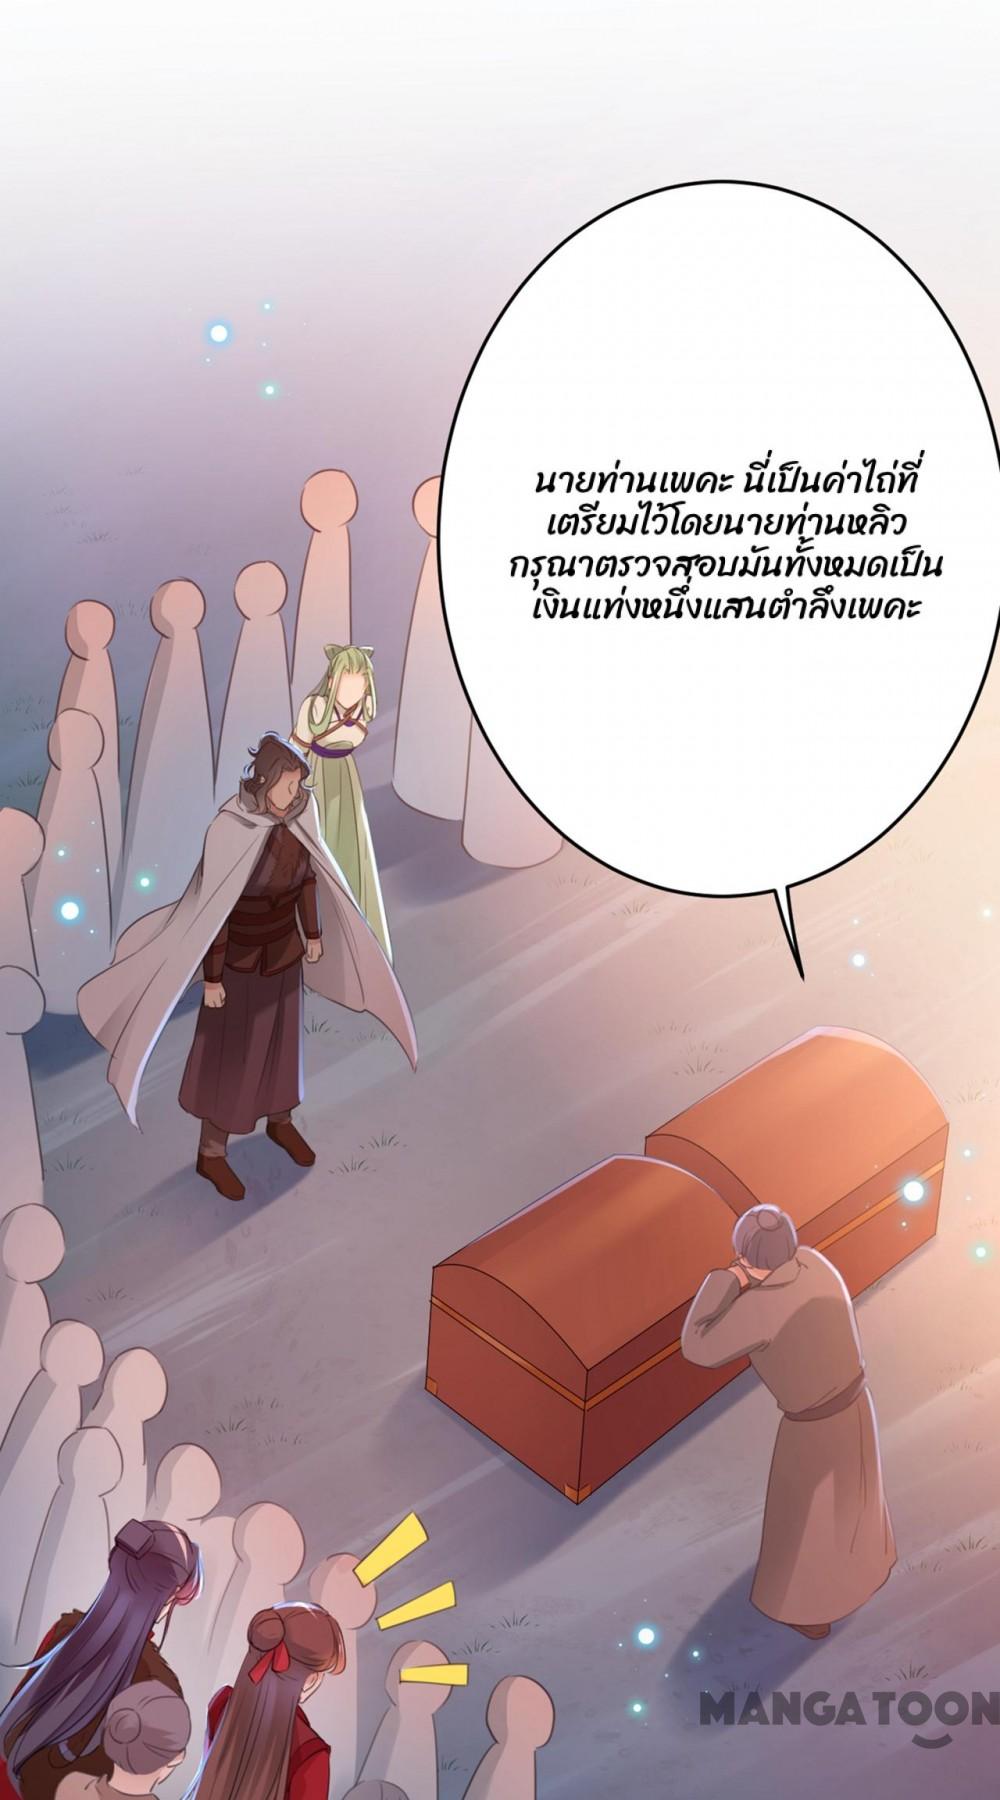 นายท่านเพคะ นี่เป็นค่าไถ่ที่
เตรียมไว้โดยนายท่านหลิว
กรุณาตรวจสอบมันทั้งหมดเป็น
เงินแท่งหนึ่งแสนตำลึงเพคะ
MANGATOON